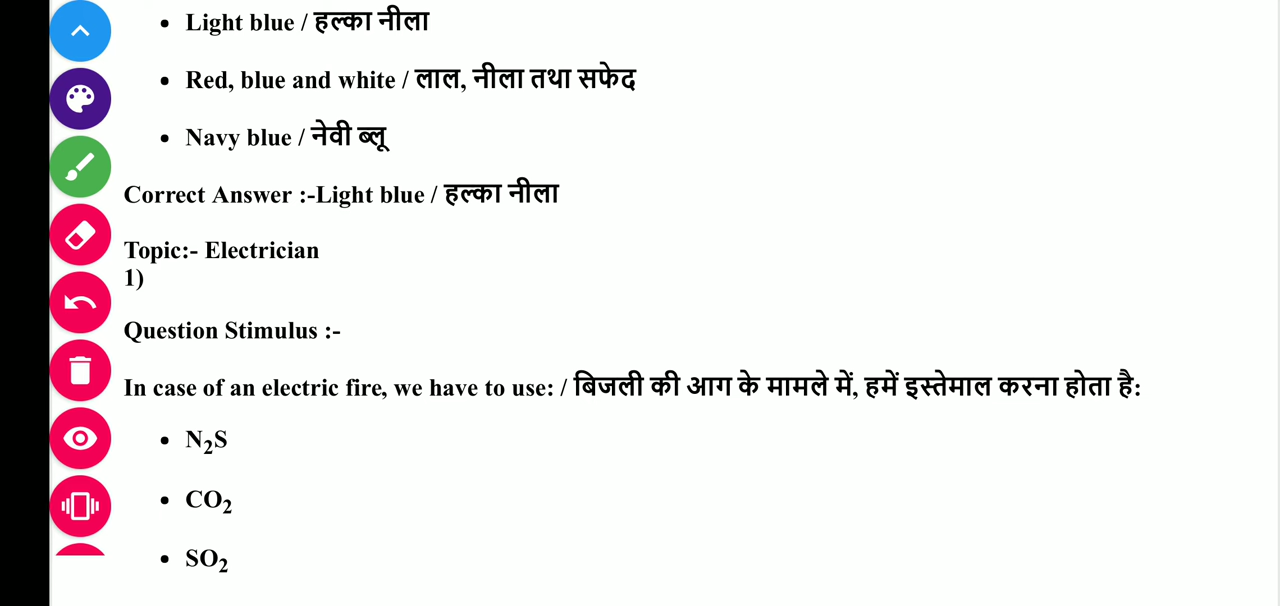 • Light blue / हल्का नीला
• Red, blue and white / लाल, नीला तथा सफेद
• Navy blue / नेवी ब्लू
Correct Answer :-Light blue / हल्का नीला
Topic:- Electrician
1)
Question Stimulus :-
In case of an electric fire, we have to use: / बिजली की आग के मामले में, हमें इस्तेमाल करना होता है:
• N₂S
• CO₂
• SO₂